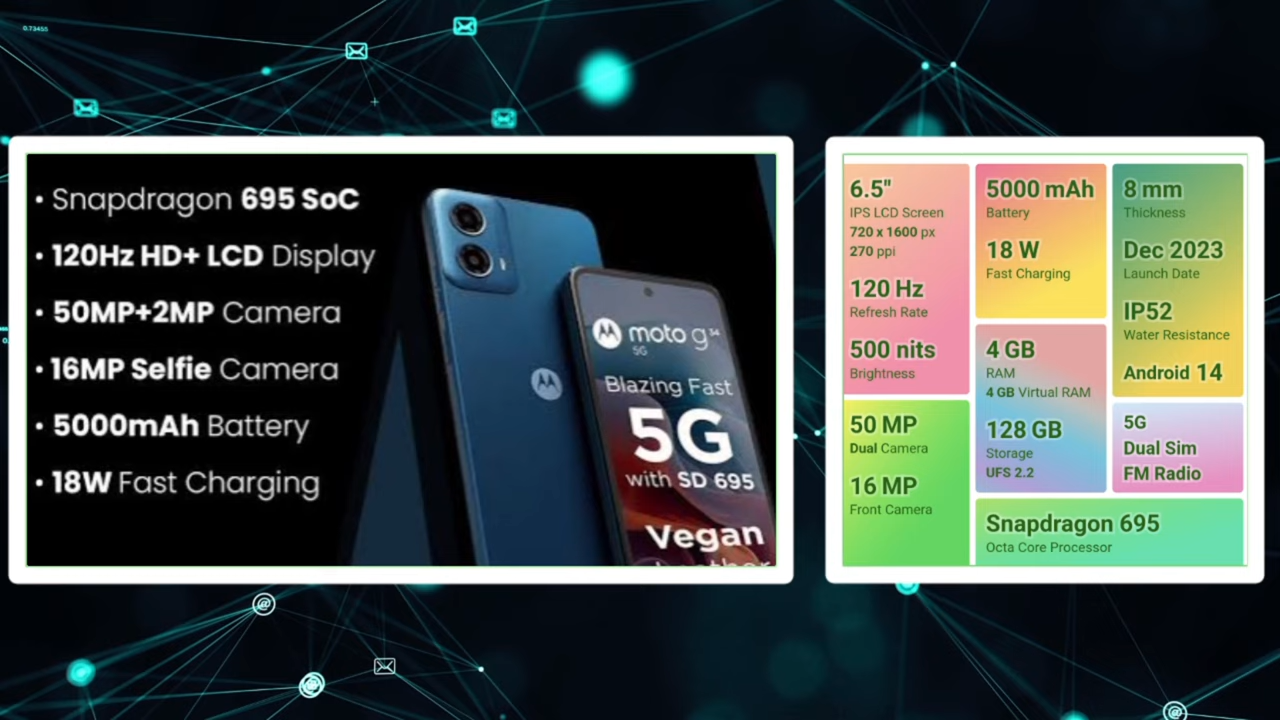 0.73455
• Snapdragon 695 SoC
• 120Hz HD+ LCD Display
• 50MP+2MP Camera
• 16MP Selfie Camera
• 5000mAh Battery
• 18W Fast Charging
moto g34
5G
Blazing Fast
5G
with SD 695
Vegan
6.5"
IPS LCD Screen
720 x 1600 px
270 ppi
120 Hz
Refresh Rate
500 nits
Brightness
50 MP
Dual Camera
16 MP
Front Camera
5000 mAh
Battery
18 W
Fast Charging
4 GB
RAM
4 GB Virtual RAM
128 GB
Storage
UFS 2.2
8 mm
Thickness
Dec 2023
Launch Date
IP52
Water Resistance
Android 14
5G
Dual Sim
FM Radio
Snapdragon 695
Octa Core Processor